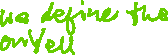 we define the
onVell